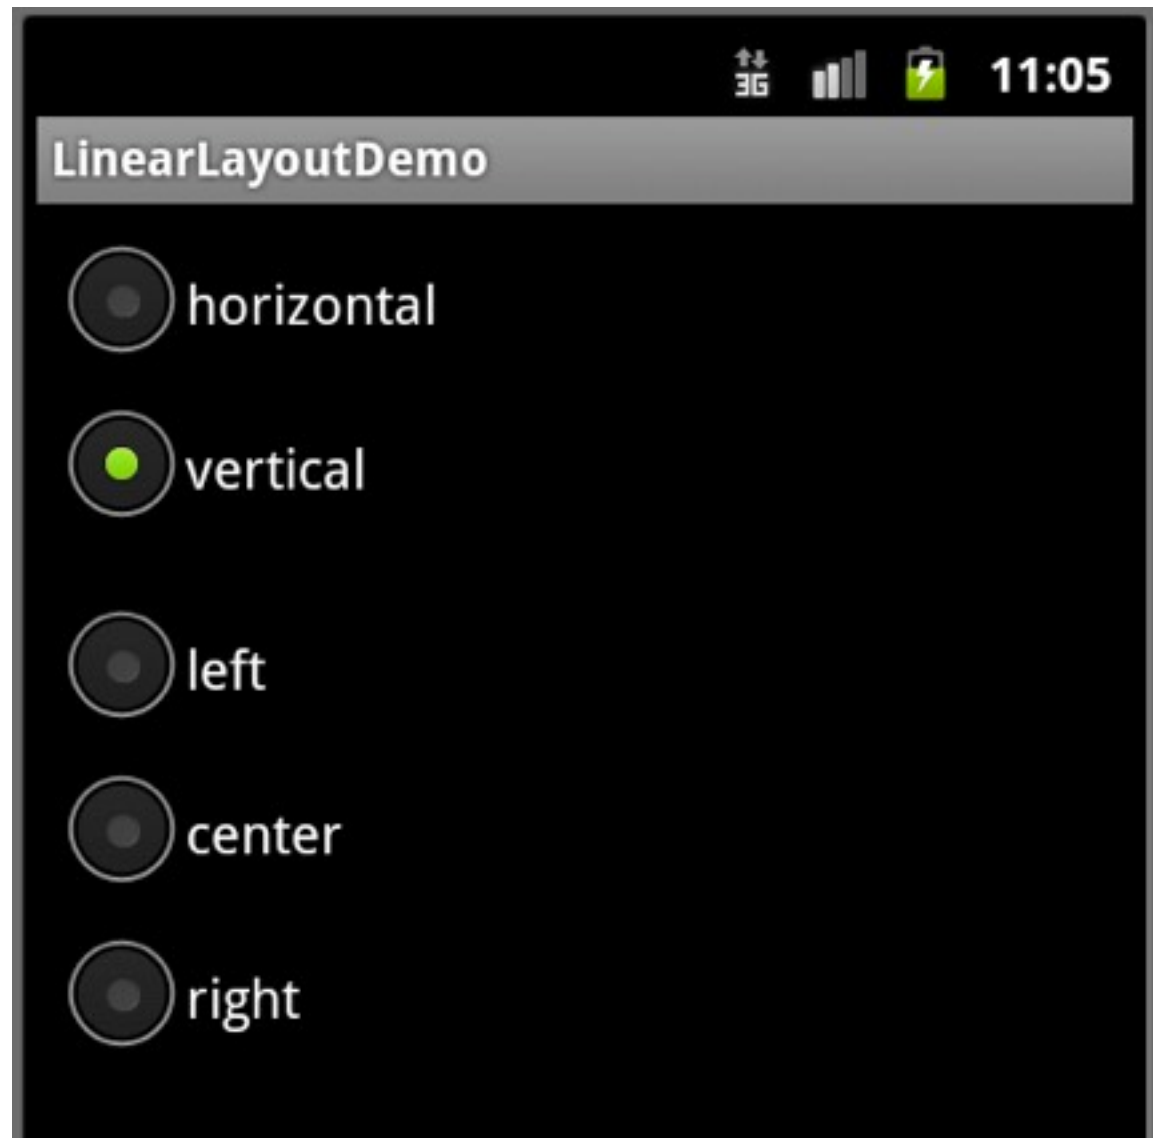 3G 11:05
LinearLayoutDemo
horizontal
vertical
left
center
right